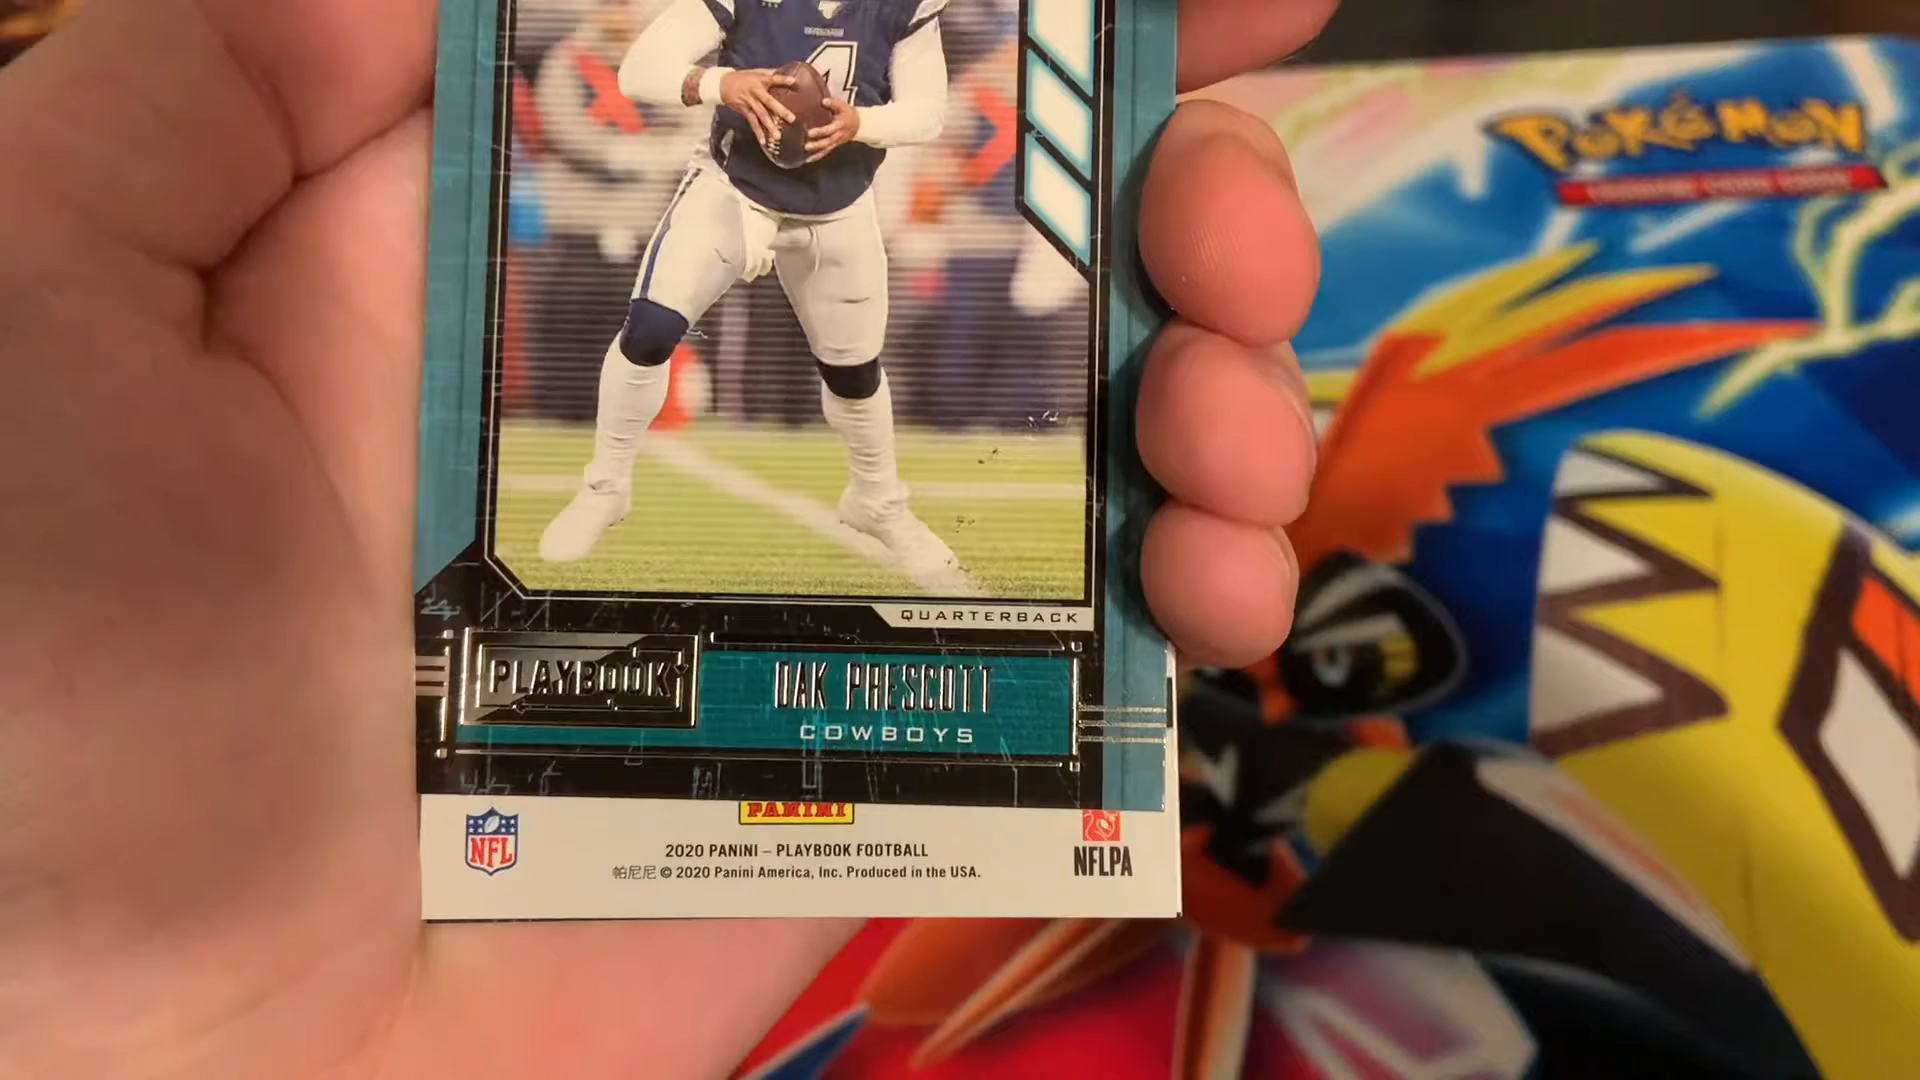 4
POKéMON
QUARTERBACK
PLAYBOOK
DAK PRESCOTT
COWBOYS
PANINI
NFL
2020 PANINI – PLAYBOOK FOOTBALL
帕尼尼 © 2020 Panini America, Inc. Produced in the USA.
NFLPA